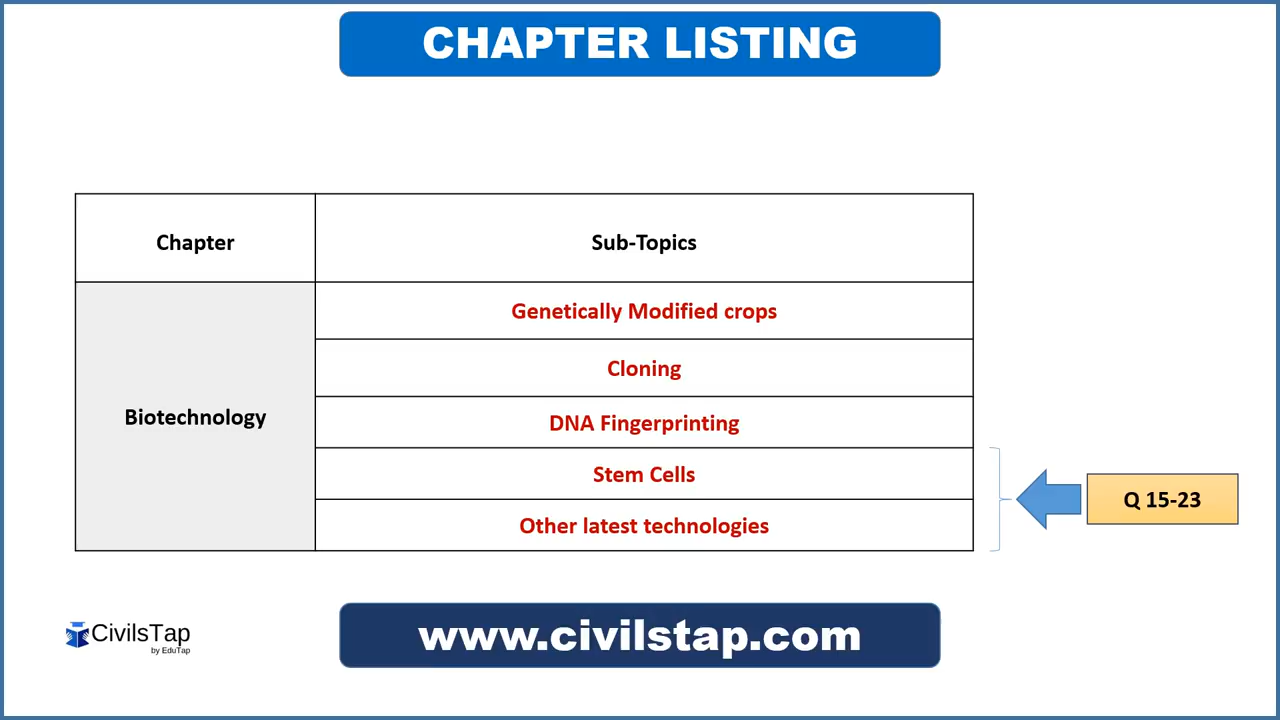 CHAPTER LISTING
Chapter
Sub-Topics
Biotechnology
Genetically Modified crops
Cloning
DNA Fingerprinting
Stem Cells
Other latest technologies
Q 15-23
CivilsTap
by EduTap
www.civilstap.com